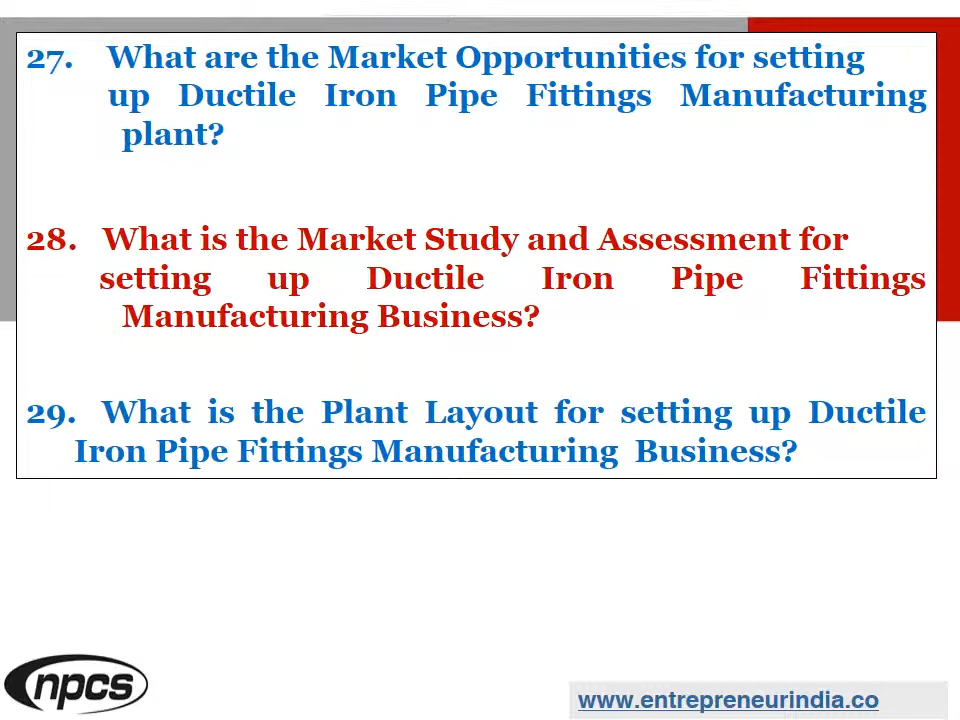 27. What are the Market Opportunities for setting
up Ductile Iron Pipe Fittings Manufacturing
plant?
28. What is the Market Study and Assessment for
setting up Ductile Iron Pipe Fittings
Manufacturing Business?
29. What is the Plant Layout for setting up Ductile
Iron Pipe Fittings Manufacturing Business?
npcs
www.entrepreneurindia.co